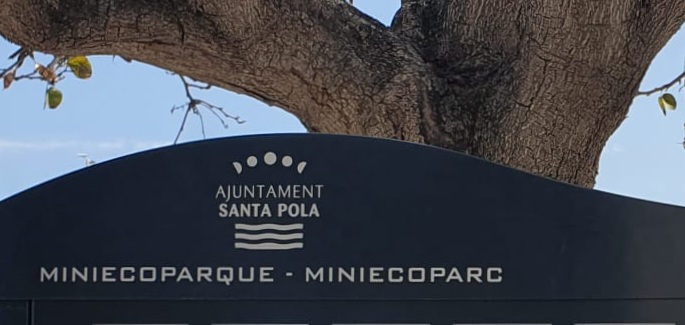 AJUNTAMENT
SANTA POLA
MINIECOPARQUE - MINIECOPARC